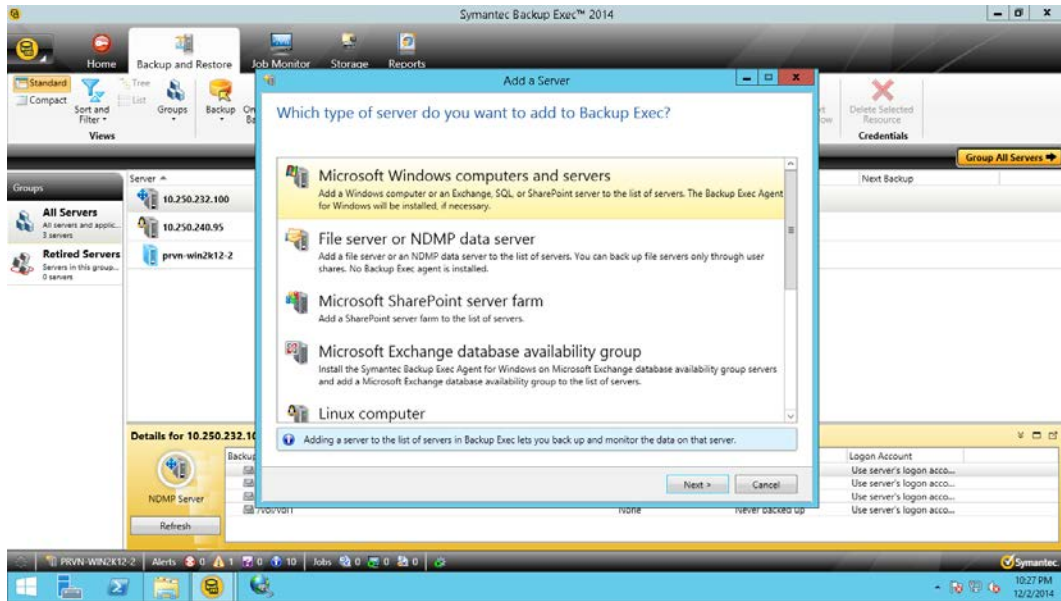 Symantec Backup Exec™ 2014
Home
Backup and Restore
Job Monitor
Storage
Reports
Standard
Compact
Sort and
Filter
Tree
List
Groups
Backup
Views
Delete Selected
Resource
Credentials
Group All Servers
Groups
All Servers
All servers and applic...
3 servers
Retired Servers
Servers in this group...
0 servers
Server
10.250.232.100
10.250.240.95
prvn-win2k12-2
Next Backup
Add a Server
Which type of server do you want to add to Backup Exec?
Microsoft Windows computers and servers
Add a Windows computer or an Exchange, SQL, or SharePoint server to the list of servers. The Backup Exec Agent
for Windows will be installed, if necessary.
File server or NDMP data server
Add a file server or an NDMP data server to the list of servers. You can back up file servers only through user
shares. No Backup Exec agent is installed.
Microsoft SharePoint server farm
Add a SharePoint server farm to the list of servers.
Microsoft Exchange database availability group
Install the Symantec Backup Exec Agent for Windows on Microsoft Exchange database availability group servers
and add a Microsoft Exchange database availability group to the list of servers.
Linux computer
Adding a server to the list of servers in Backup Exec lets you back up and monitor the data on that server.
Next >
Cancel
Details for 10.250.232.10
NDMP Server
Refresh
Backup
Logon Account
Use server's logon acco...
Use server's logon acco...
Use server's logon acco...
/vol/vol1 None Never backed up Use server's logon acco...
PRVN-WIN2K12-2 Alerts 0 1 0 10 Jobs 0 0 0
Symantec.
10:27 PM
12/2/2014